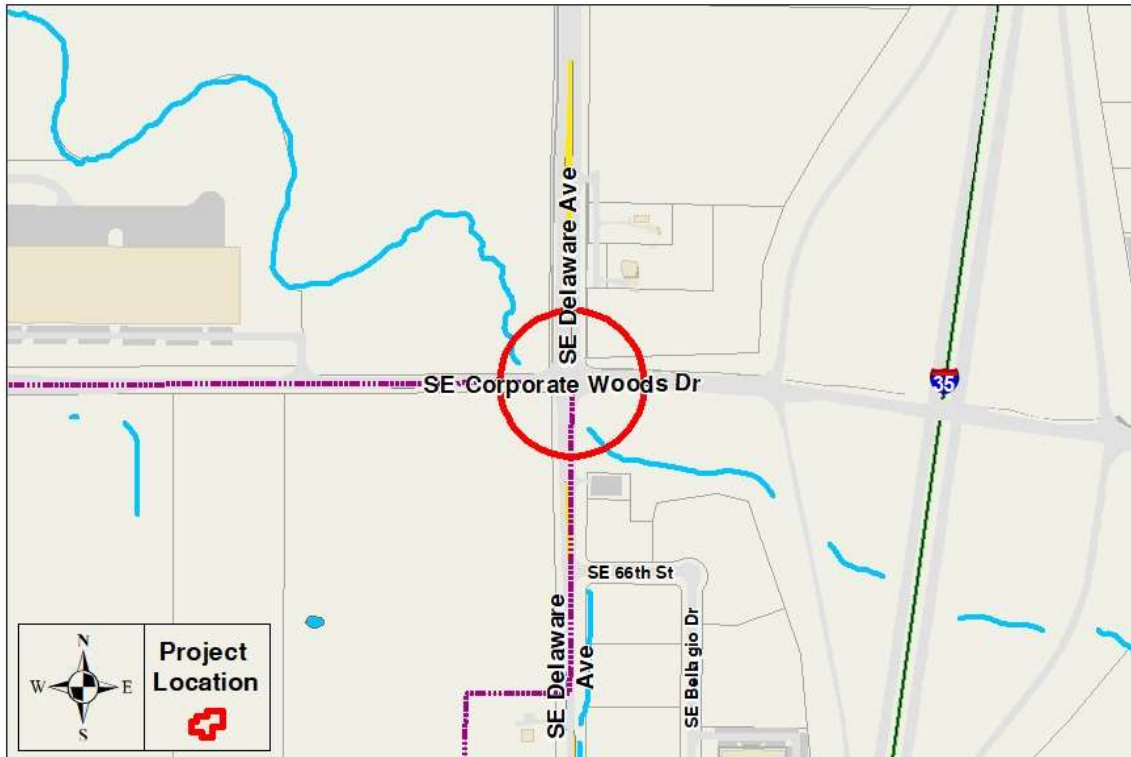 SE Delaware Ave
SE Corporate Woods Dr
35
SE 66th St
SE Delaware
Ave
SE Bellagio Dr
N
W
E
S
Project
Location